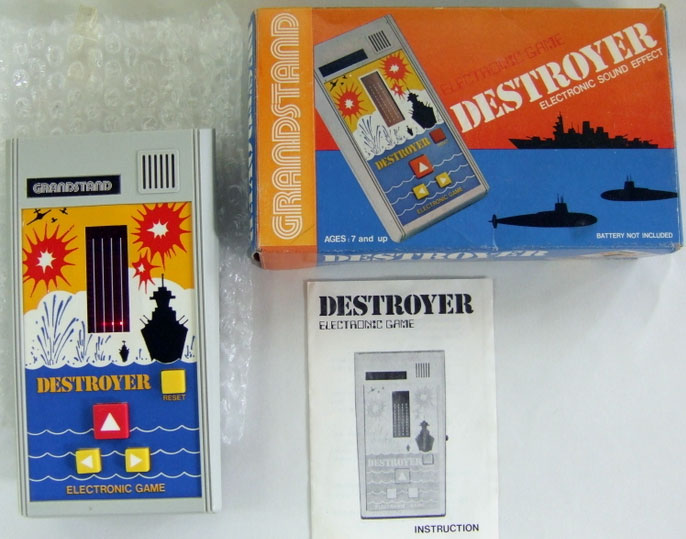 GRANDSTAND
DESTROYER
RESET
ELECTRONIC GAME
GRANDSTAND
ELECTRONIC GAME
DESTROYER
ELECTRONIC SOUND EFFECT
DESTROYER
ELECTRONIC GAME
AGES : 7 and up
BATTERY NOT INCLUDED
DESTROYER
DESTROYER
ELECTRONIC GAME
DESTROYER
INSTRUCTION